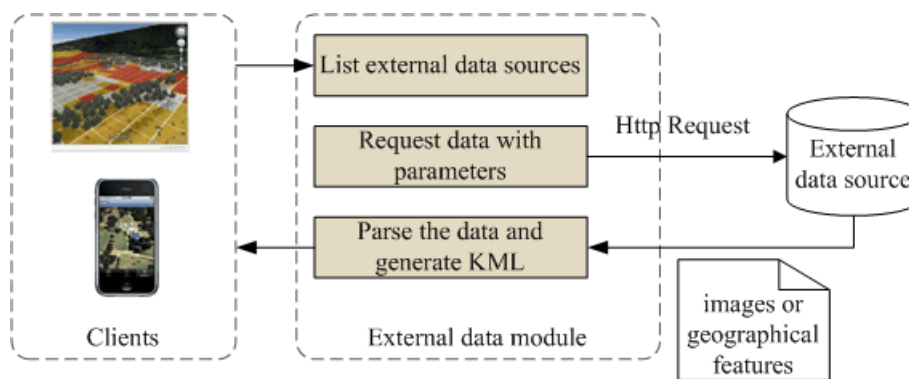 List external data sources
Request data with
parameters
Http Request
External
data source
Parse the data and
generate KML
images or
geographical
features
Clients
External data module